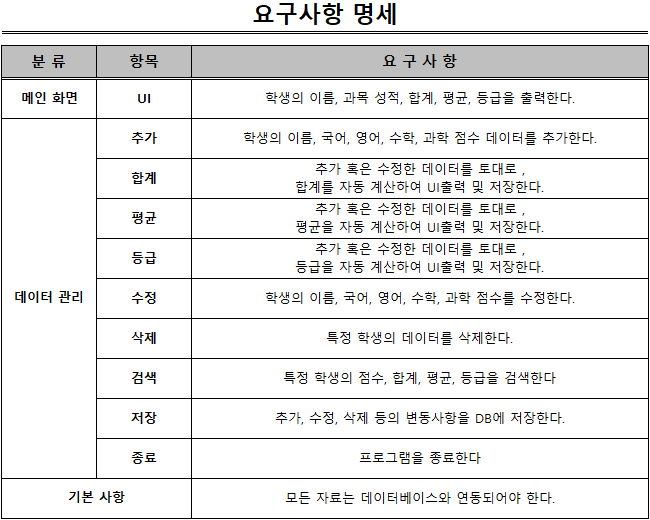 요구사항 명세
분 류 항목 요 구 사 항
메인 화면 UI 학생의 이름, 과목 성적, 합계, 평균, 등급을 출력한다.
추가 학생의 이름, 국어, 영어, 수학, 과학 점수 데이터를 추가한다.
합계 추가 혹은 수정한 데이터를 토대로 ,
합계를 자동 계산하여 UI출력 및 저장한다.
평균 추가 혹은 수정한 데이터를 토대로 ,
평균을 자동 계산하여 UI출력 및 저장한다.
등급 추가 혹은 수정한 데이터를 토대로 ,
등급을 자동 계산하여 UI출력 및 저장한다.
데이터 관리 수정 학생의 이름, 국어, 영어, 수학, 과학 점수를 수정한다.
삭제 특정 학생의 데이터를 삭제한다.
검색 특정 학생의 점수, 합계, 평균, 등급을 검색한다
저장 추가, 수정, 삭제 등의 변동사항을 DB에 저장한다.
종료 프로그램을 종료한다
기본 사항 모든 자료는 데이터베이스와 연동되어야 한다.